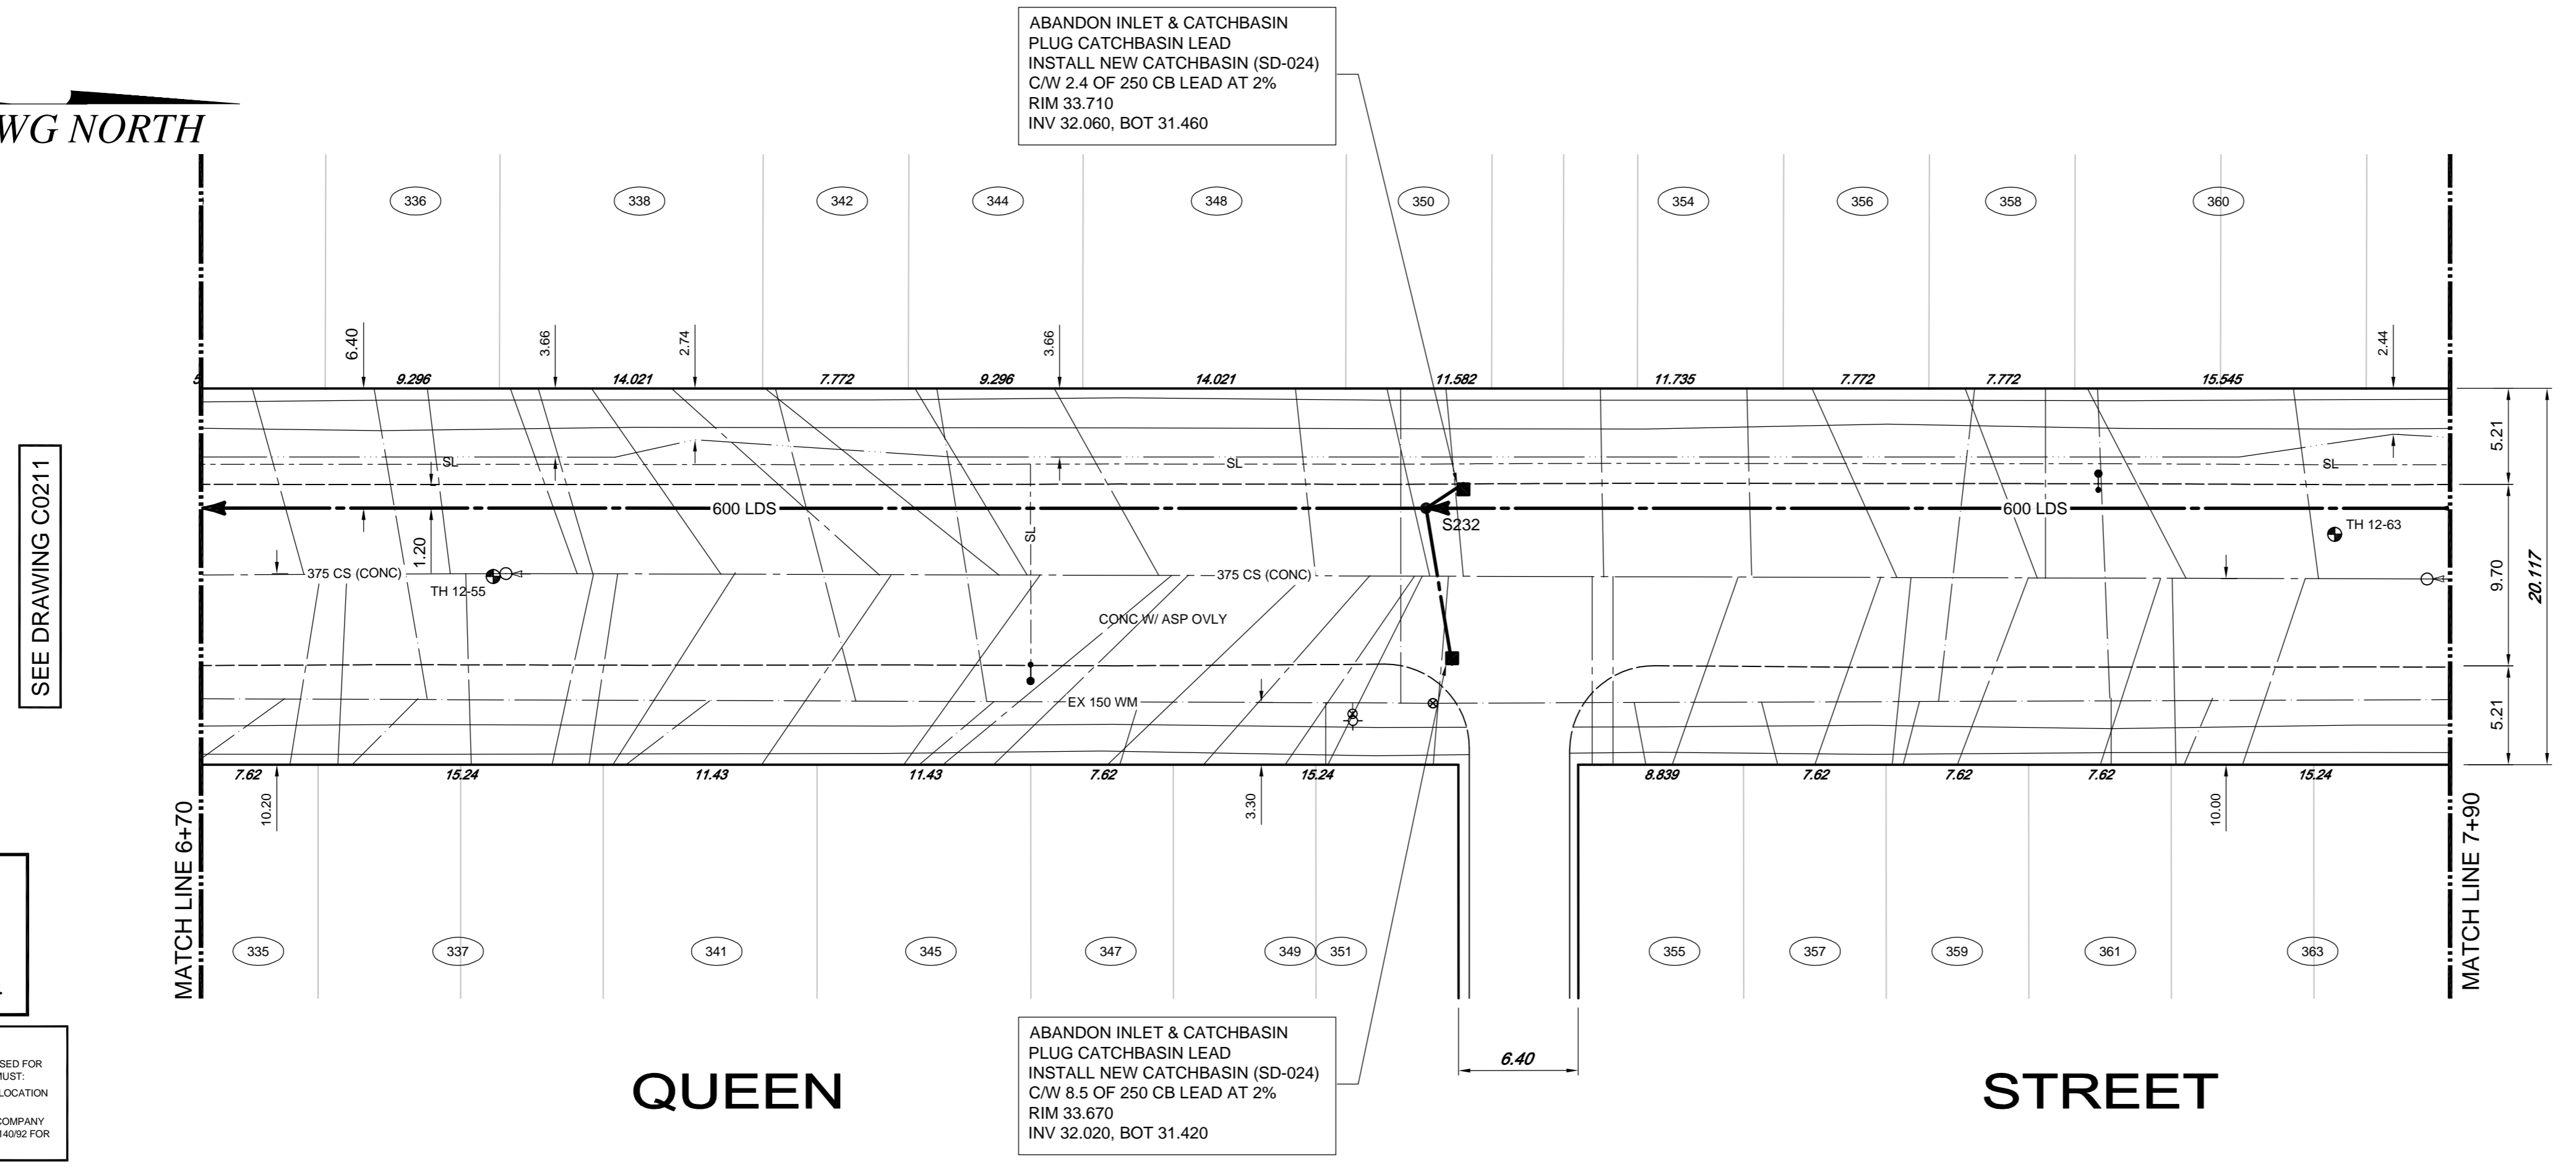 ABANDON INLET & CATCHBASIN
PLUG CATCHBASIN LEAD
INSTALL NEW CATCHBASIN (SD-024)
C/W 2.4 OF 250 CB LEAD AT 2%
RIM 33.710
INV 32.060, BOT 31.460
WG NORTH
336
338
342
344
348
350
354
356
358
360
6.40
3.66
2.74
3.66
2.44
9.296
14.021
7.772
9.296
14.021
11.582
11.735
7.772
7.772
15.545
SEE DRAWING C0211
SL
SL
SL
SL
600 LDS
600 LDS
S232
TH 12-63
1.20
375 CS (CONC)
375 CS (CONC)
TH 12-55
CONC W/ ASP OVLY
EX 150 WM
5.21
9.70
20.117
5.21
7.62
15.24
11.43
11.43
7.62
15.24
8.839
7.62
7.62
7.62
15.24
10.20
3.30
10.00
MATCH LINE 6+70
MATCH LINE 7+90
335
337
341
345
347
349
351
355
357
359
361
363
ABANDON INLET & CATCHBASIN
PLUG CATCHBASIN LEAD
INSTALL NEW CATCHBASIN (SD-024)
C/W 8.5 OF 250 CB LEAD AT 2%
RIM 33.670
INV 32.020, BOT 31.420
6.40
QUEEN
STREET
SED FOR
MUST:
LOCATION
COMPANY
140/92 FOR